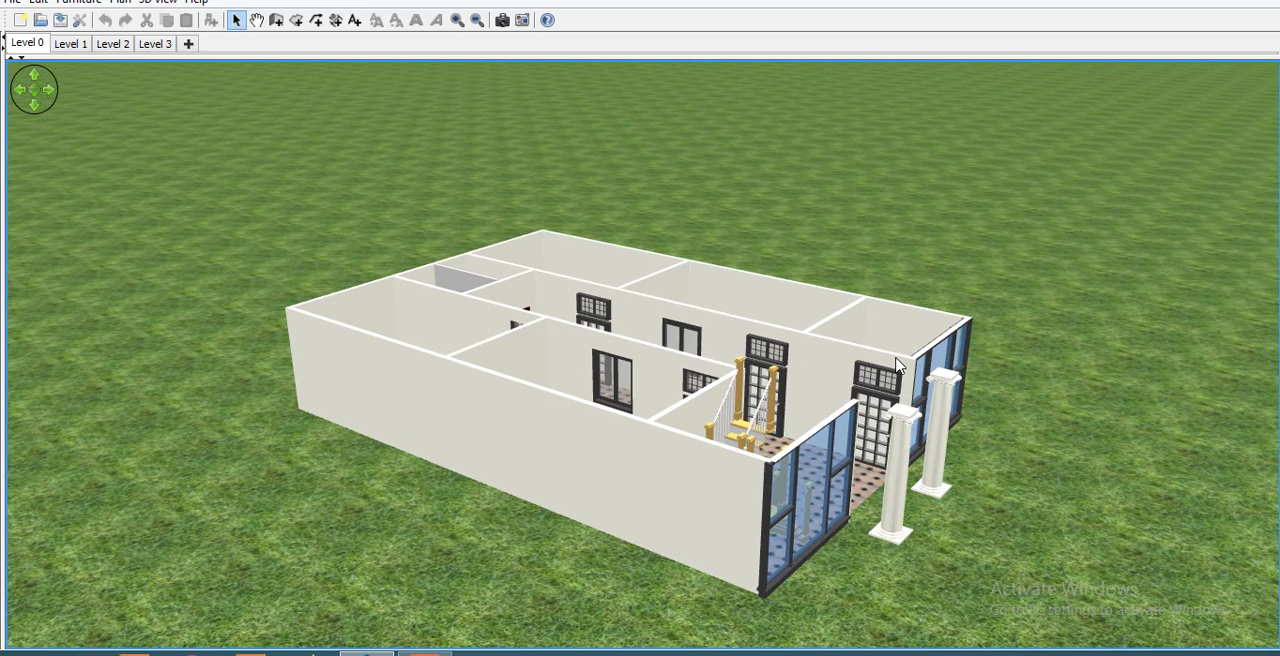 File Edit Furniture Plan 3D view Help
Level 0 Level 1 Level 2 Level 3
Activate Windows
Go to PC settings to activate Windows.